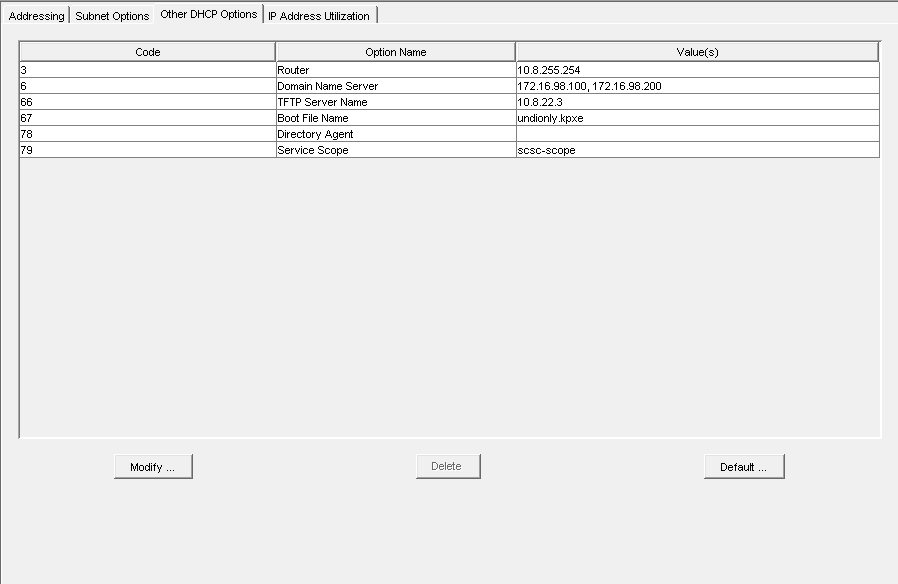 Addressing Subnet Options Other DHCP Options IP Address Utilization
Code Option Name Value(s)
3 Router 10.8.255.254
6 Domain Name Server 172.16.98.100, 172.16.98.200
66 TFTP Server Name 10.8.22.3
67 Boot File Name undionly.kpxe
78 Directory Agent
79 Service Scope scsc-scope
Modify ... Delete Default ...